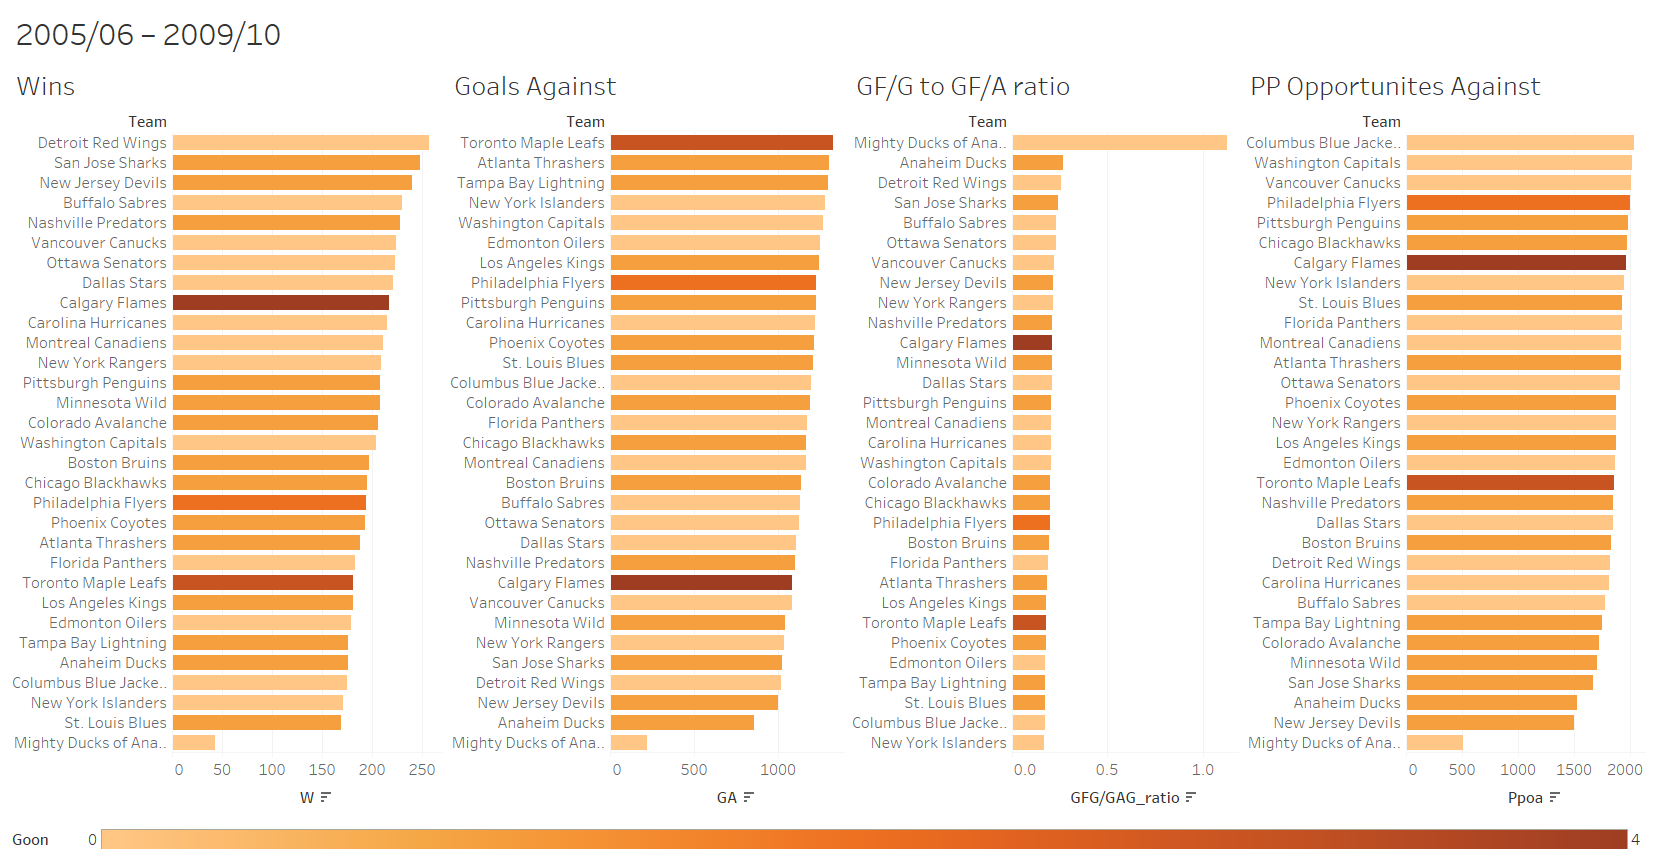 2005/06 – 2009/10
Wins
Team
Detroit Red Wings
San Jose Sharks
New Jersey Devils
Buffalo Sabres
Nashville Predators
Vancouver Canucks
Ottawa Senators
Dallas Stars
Calgary Flames
Carolina Hurricanes
Montreal Canadiens
New York Rangers
Pittsburgh Penguins
Minnesota Wild
Colorado Avalanche
Washington Capitals
Boston Bruins
Chicago Blackhawks
Philadelphia Flyers
Phoenix Coyotes
Atlanta Thrashers
Florida Panthers
Toronto Maple Leafs
Los Angeles Kings
Edmonton Oilers
Tampa Bay Lightning
Anaheim Ducks
Columbus Blue Jacke..
New York Islanders
St. Louis Blues
Mighty Ducks of Ana..
0 50 100 150 200 250
W
Goals Against
Team
Toronto Maple Leafs
Atlanta Thrashers
Tampa Bay Lightning
New York Islanders
Washington Capitals
Edmonton Oilers
Los Angeles Kings
Philadelphia Flyers
Pittsburgh Penguins
Carolina Hurricanes
Phoenix Coyotes
St. Louis Blues
Columbus Blue Jacke..
Colorado Avalanche
Florida Panthers
Chicago Blackhawks
Montreal Canadiens
Boston Bruins
Buffalo Sabres
Ottawa Senators
Dallas Stars
Nashville Predators
Calgary Flames
Vancouver Canucks
Minnesota Wild
New York Rangers
San Jose Sharks
Detroit Red Wings
New Jersey Devils
Anaheim Ducks
Mighty Ducks of Ana..
0 500 1000
GA
GF/G to GF/A ratio
Team
Mighty Ducks of Ana..
Anaheim Ducks
Detroit Red Wings
San Jose Sharks
Buffalo Sabres
Ottawa Senators
Vancouver Canucks
New Jersey Devils
New York Rangers
Nashville Predators
Calgary Flames
Minnesota Wild
Dallas Stars
Pittsburgh Penguins
Montreal Canadiens
Carolina Hurricanes
Washington Capitals
Colorado Avalanche
Chicago Blackhawks
Philadelphia Flyers
Boston Bruins
Florida Panthers
Atlanta Thrashers
Los Angeles Kings
Toronto Maple Leafs
Phoenix Coyotes
Edmonton Oilers
Tampa Bay Lightning
St. Louis Blues
Columbus Blue Jacke..
New York Islanders
0.0 0.5 1.0
GFG/GAG_ratio
PP Opportunites Against
Team
Columbus Blue Jacke..
Washington Capitals
Vancouver Canucks
Philadelphia Flyers
Pittsburgh Penguins
Chicago Blackhawks
Calgary Flames
New York Islanders
St. Louis Blues
Florida Panthers
Montreal Canadiens
Atlanta Thrashers
Ottawa Senators
Phoenix Coyotes
New York Rangers
Los Angeles Kings
Edmonton Oilers
Toronto Maple Leafs
Nashville Predators
Dallas Stars
Boston Bruins
Detroit Red Wings
Carolina Hurricanes
Buffalo Sabres
Tampa Bay Lightning
Colorado Avalanche
Minnesota Wild
San Jose Sharks
Anaheim Ducks
New Jersey Devils
Mighty Ducks of Ana..
0 500 1000 1500 2000
Ppoa
Goon 0 4